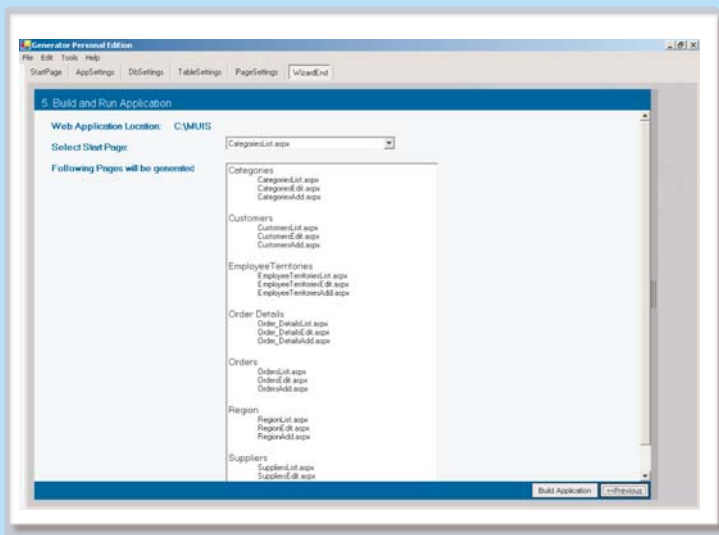 Generator Personal Edition
File Edit Tools Help
StartPage AppSettings DbSettings TableSettings PageSettings WizardEnd
5. Build and Run Application
Web Application Location: C:\MUIS
Select Start Page: CategoriesList.aspx
Following Pages will be generated
Categories
CategoriesList.aspx
CategoriesEdit.aspx
CategoriesAdd.aspx
Customers
CustomersList.aspx
CustomersEdit.aspx
CustomersAdd.aspx
EmployeeTerritories
EmployeeTerritoriesList.aspx
EmployeeTerritoriesEdit.aspx
EmployeeTerritoriesAdd.aspx
Order Details
Order_DetailsList.aspx
Order_DetailsEdit.aspx
Order_DetailsAdd.aspx
Orders
OrdersList.aspx
OrdersEdit.aspx
OrdersAdd.aspx
Region
RegionList.aspx
RegionEdit.aspx
RegionAdd.aspx
Suppliers
SuppliersList.aspx
SuppliersEdit.aspx
Build Application <<Previous